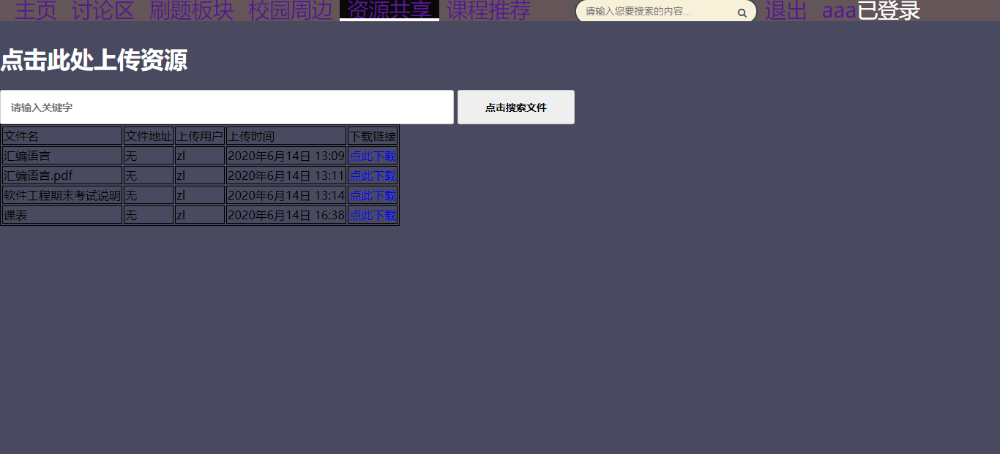 主页 讨论区 刷题板块 校园周边 资源共享 课程推荐 请输入您要搜索的内容... 退出 aaa已登录
点击此处上传资源
请输入关键字 点击搜索文件
文件名 文件地址 上传用户 上传时间 下载链接
汇编语言 无 zl 2020年6月14日 13:09 点此下载
汇编语言.pdf 无 zl 2020年6月14日 13:11 点此下载
软件工程期末考试说明 无 zl 2020年6月14日 13:14 点此下载
课表 无 zl 2020年6月14日 16:38 点此下载